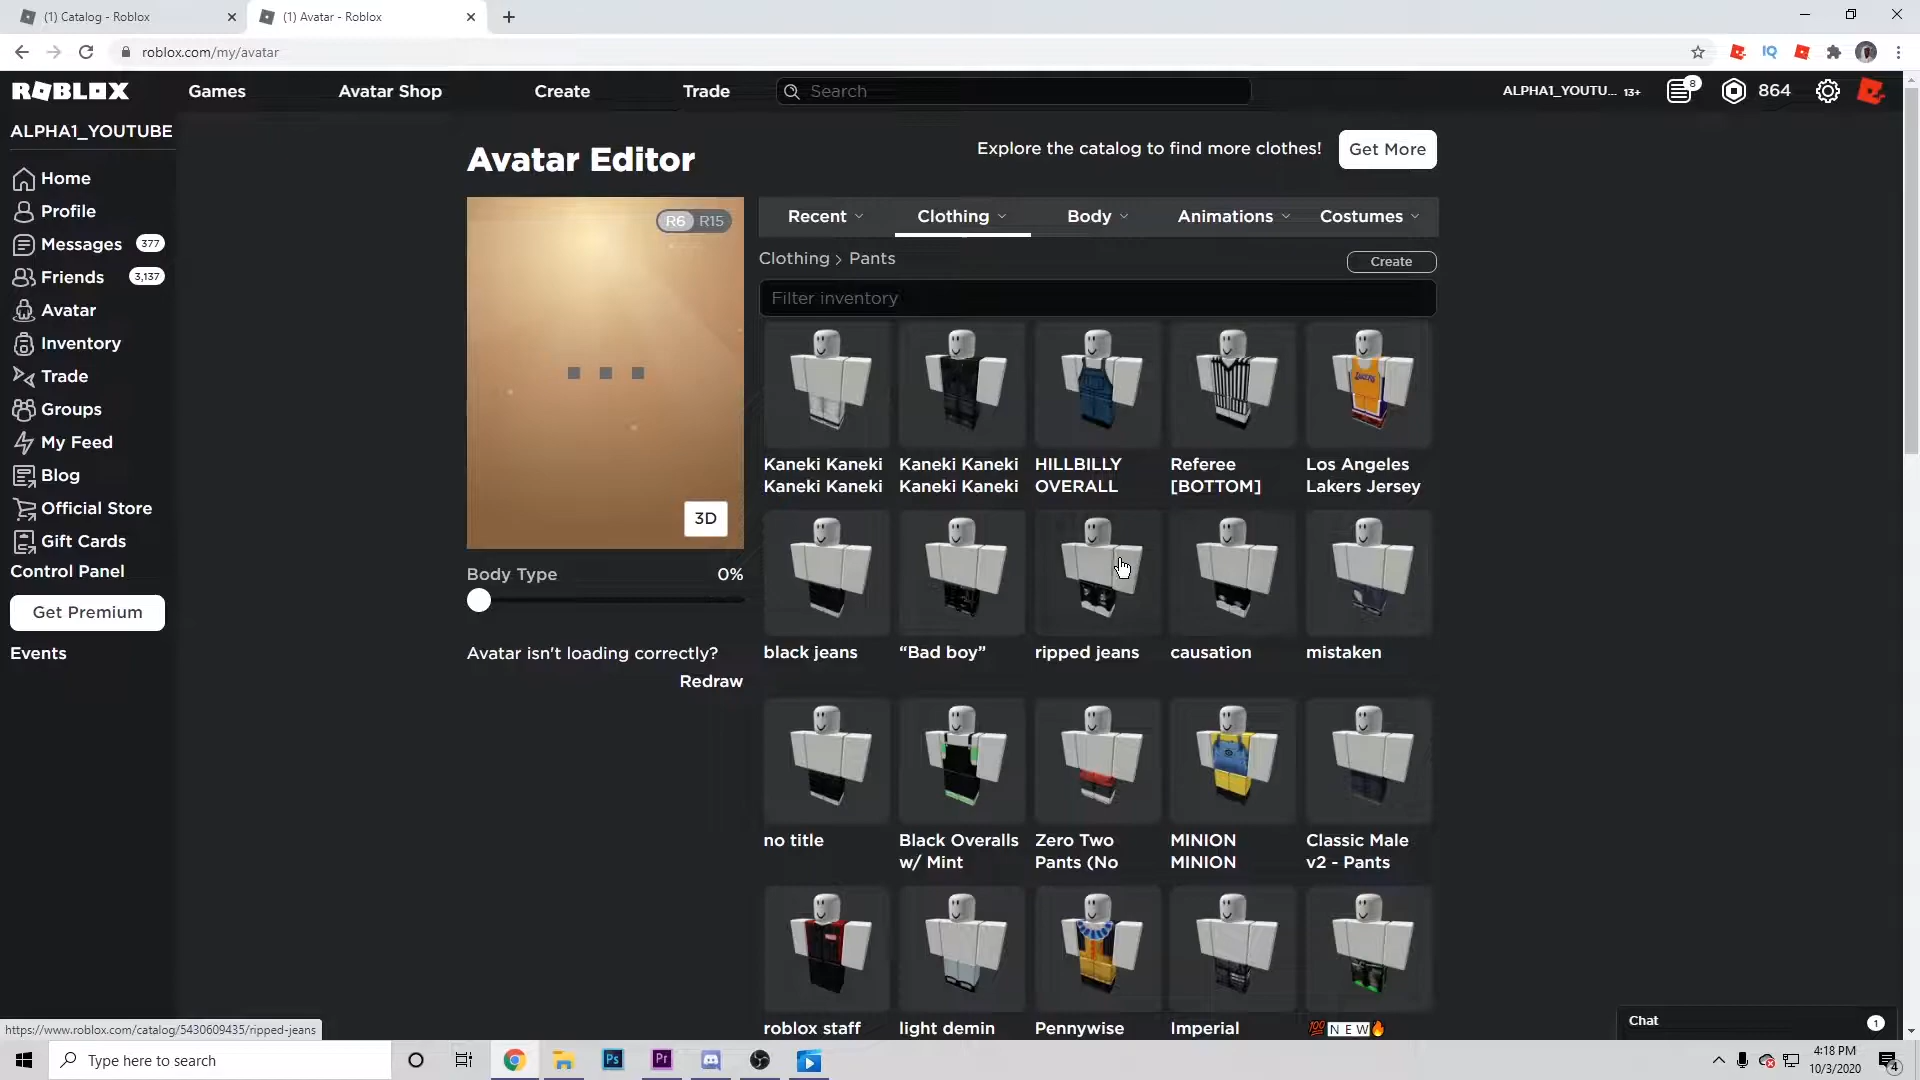 (1) Catalog - Roblox
(1) Avatar - Roblox
roblox.com/my/avatar
IQ
ROBLOX
Games
Avatar Shop
Create
Trade
Search
ALPHA1_YOUTU... 13+
8
864
ALPHA1_YOUTUBE
Home
Profile
Messages 377
Friends 3,137
Avatar
Inventory
Trade
Groups
My Feed
Blog
Official Store
Gift Cards
Control Panel
Get Premium
Events
Avatar Editor
Explore the catalog to find more clothes!
Get More
R6 R15
3D
Body Type 0%
Avatar isn't loading correctly?
Redraw
Recent
Clothing
Body
Animations
Costumes
Clothing > Pants
Create
Filter inventory
Kaneki Kaneki
Kaneki Kaneki
Kaneki Kaneki
Kaneki Kaneki
HILLBILLY
OVERALL
Referee
[BOTTOM]
Los Angeles
Lakers Jersey
black jeans
“Bad boy”
ripped jeans
causation
mistaken
no title
Black Overalls
w/ Mint
Zero Two
Pants (No
MINION
MINION
Classic Male
v2 - Pants
roblox staff
light demin
Pennywise
Imperial
💯🄽🄴🅆🔥
Chat
1
https://www.roblox.com/catalog/5430609435/ripped-jeans
Type here to search
Ps
Pr
4:18 PM
10/3/2020
4